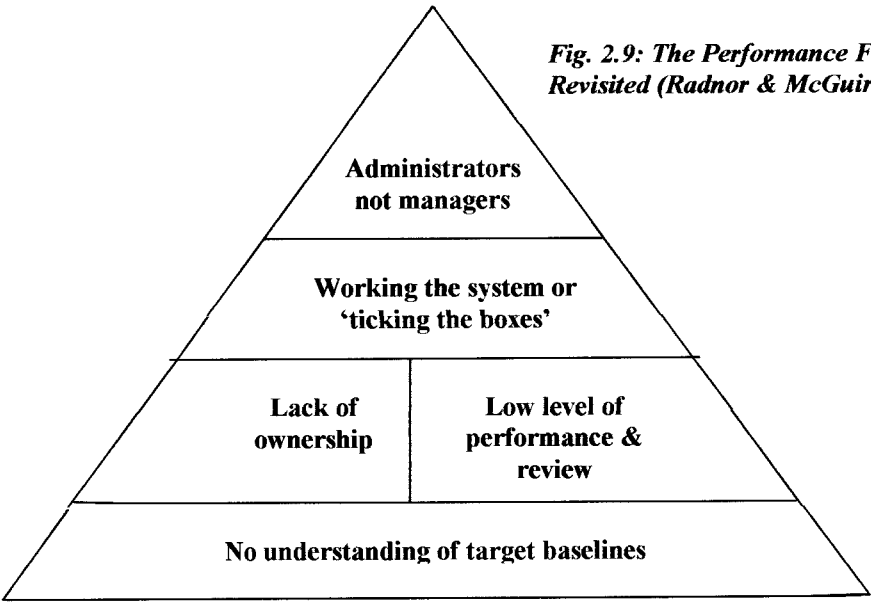 Fig. 2.9: The Performance F
Revisited (Radnor & McGuir
Administrators
not managers
Working the system or
‘ticking the boxes’
Lack of
ownership
Low level of
performance &
review
No understanding of target baselines